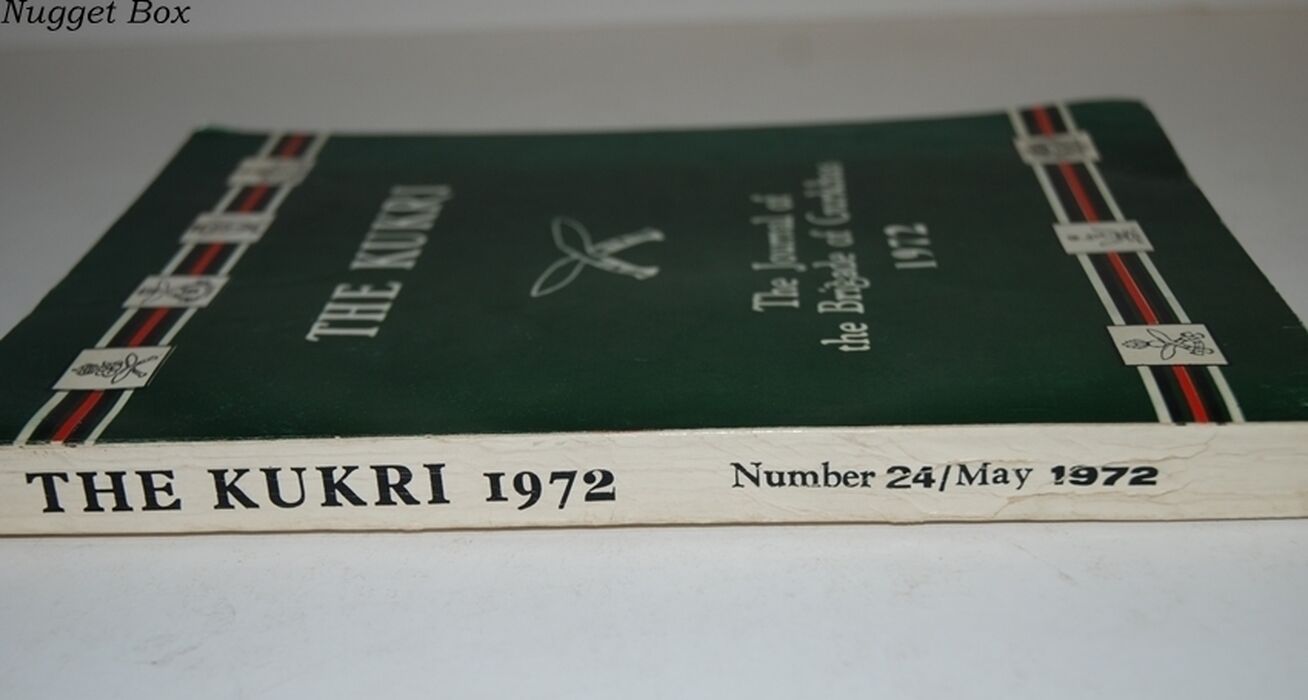 Nugget Box
THE KUKRI
The Journal of
the Brigade of Gurkhas
1972
THE KUKRI 1972 Number 24/May 1972